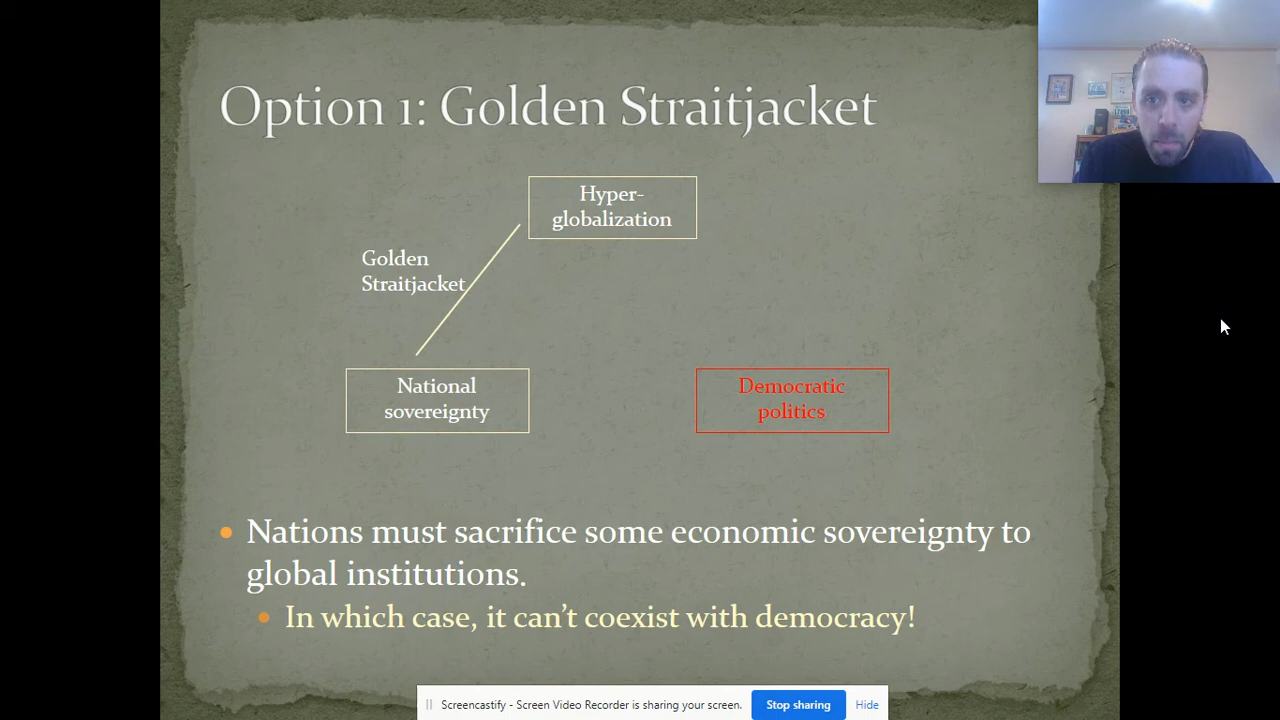 Option 1: Golden Straitjacket
Hyper-
globalization
Golden
Straitjacket
National
sovereignty
Democratic
politics
Nations must sacrifice some economic sovereignty to
global institutions.
In which case, it can’t coexist with democracy!
Screencastify - Screen Video Recorder is sharing your screen.
Stop sharing
Hide